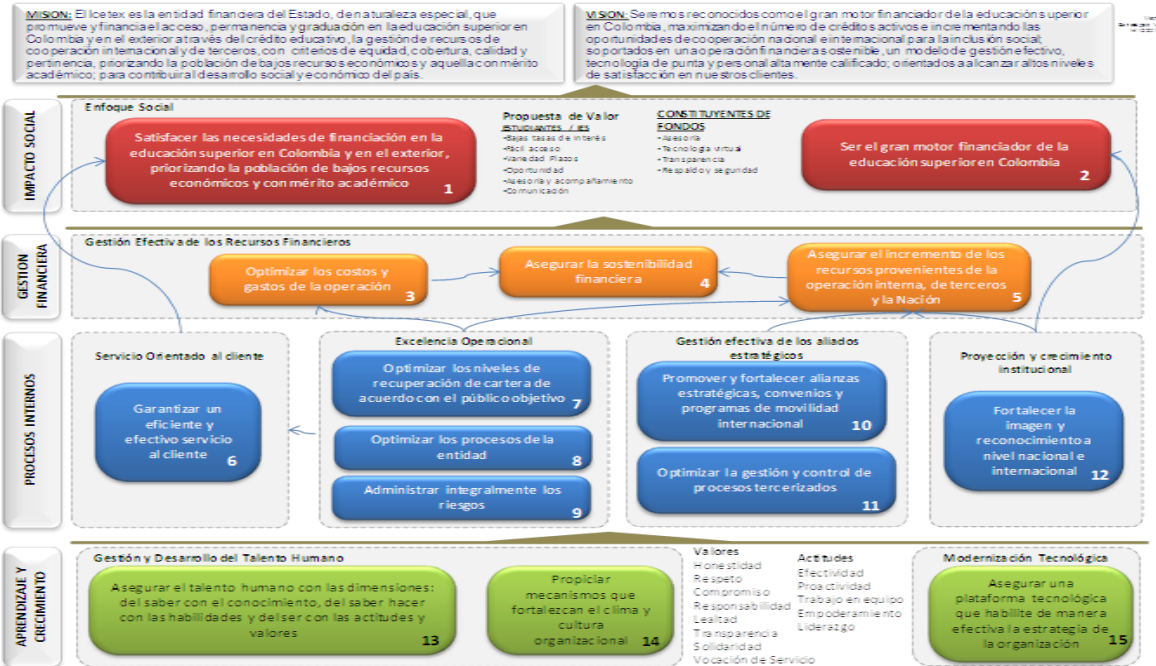 MISION: El Icetex es la entidad financiera del Estado, de naturaleza especial, que
promueve y financia el acceso, permanencia y graduación en la educación superior en
Colombia y en el exterior a través del crédito educativo, la gestión de recursos de
cooperación internacional y de terceros, con criterios de equidad, cobertura, calidad y
pertinencia, priorizando la población de bajos recursos económicos y aquella con mérito
académico; para contribuir al desarrollo social y económico del país.
VISION: Seremos reconocidos como el gran motor financiador de la educación superior
en Colombia, maximizando el número de créditos activos e incrementando las
oportunidades de cooperación nacional e internacional para la inclusión social;
soportados en una operación financiera sostenible, un modelo de gestión efectivo,
tecnología de punta y personal altamente calificado; orientados a alcanzar altos niveles
de satisfacción en nuestros clientes.
IMPACTO SOCIAL
Enfoque Social
Satisfacer las necesidades de financiación en la
educación superior en Colombia y en el exterior,
priorizando la población de bajos recursos
económicos y con mérito académico
1
Propuesta de Valor
ESTUDIANTES / IES
•Bajas tasas de interés
•Fácil acceso
•Variedad Plazos
•Oportunidad
•Asesoría y acompañamiento
•Comunicación
CONSTITUYENTES DE
FONDOS
•Asesoría
•Tecnología virtual
•Transparencia
•Respaldo y seguridad
Ser el gran motor financiador de la
educación superior en Colombia
2
GESTION
FINANCIERA
Gestión Efectiva de los Recursos Financieros
Optimizar los costos y
gastos de la operación
3
Asegurar la sostenibilidad
financiera
4
Asegurar el incremento de los
recursos provenientes de la
operación interna, de terceros
y la Nación
5
PROCESOS INTERNOS
Servicio Orientado al cliente
Garantizar un
eficiente y
efectivo servicio
al cliente
6
Excelencia Operacional
Optimizar los niveles de
recuperación de cartera de
acuerdo con el público objetivo
7
Optimizar los procesos de la
entidad
8
Administrar integralmente los
riesgos
9
Gestión efectiva de los aliados
estratégicos
Promover y fortalecer alianzas
estratégicas, convenios y
programas de movilidad
internacional
10
Optimizar la gestión y control de
procesos tercerizados
11
Proyección y crecimiento
institucional
Fortalecer la
imagen y
reconocimiento a
nivel nacional e
internacional
12
APRENDIZAJE Y
CRECIMIENTO
Gestión y Desarrollo del Talento Humano
Asegurar el talento humano con las dimensiones:
del saber con el conocimiento, del saber hacer
con las habilidades y del ser con las actitudes y
valores
13
Propiciar
mecanismos que
fortalezcan el clima y
cultura
organizacional
14
Valores
Honestidad
Respeto
Compromiso
Responsabilidad
Lealtad
Transparencia
Solidaridad
Vocación de Servicio
Actitudes
Efectividad
Proactividad
Trabajo en equipo
Empoderamiento
Liderazgo
Modernización Tecnológica
Asegurar una
plataforma tecnológica
que habilite de manera
efectiva la estrategia de
la organización
15